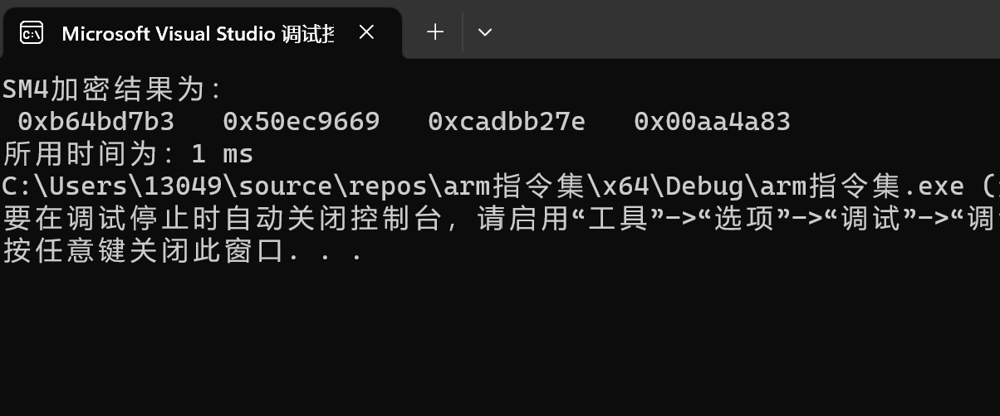 Microsoft Visual Studio 调试控
SM4加密结果为：
0xb64bd7b3 0x50ec9669 0xcadbb27e 0x00aa4a83
所用时间为：1 ms
C:\Users\13049\source\repos\arm指令集\x64\Debug\arm指令集.exe (
要在调试停止时自动关闭控制台，请启用“工具”->“选项”->“调试”->“调
按任意键关闭此窗口. . .